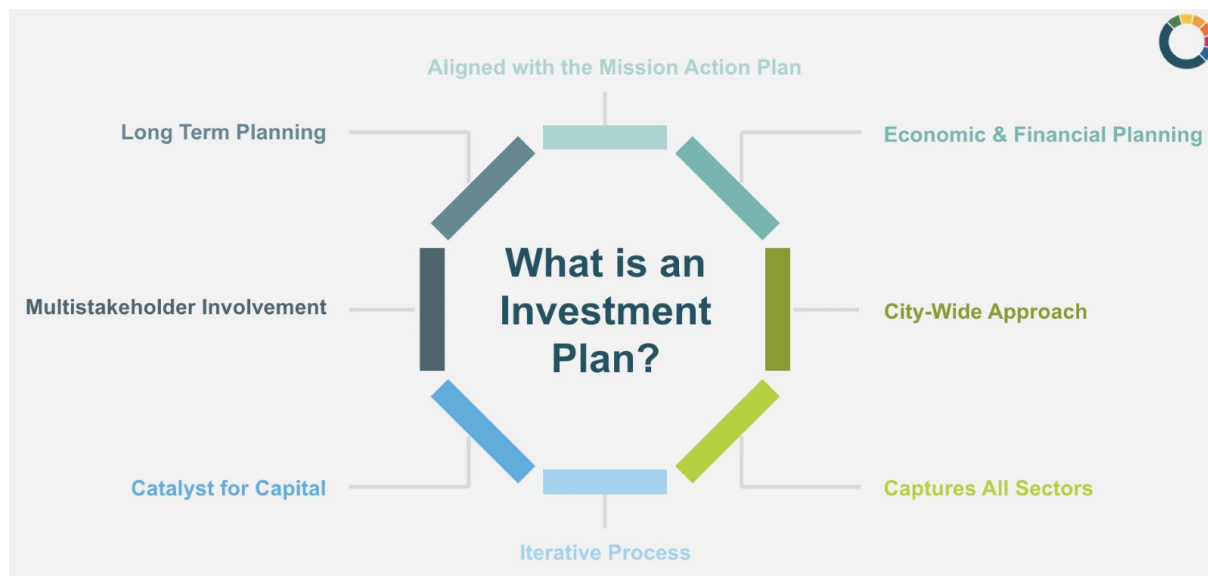 Aligned with the Mission Action Plan
Long Term Planning
Economic & Financial Planning
What is an
Investment
Plan?
Multistakeholder Involvement
City-Wide Approach
Catalyst for Capital
Captures All Sectors
Iterative Process